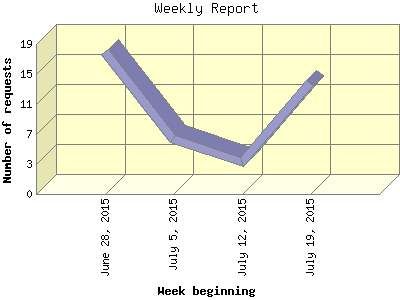 Weekly Report
Number of requests
19
15
11
7
3
0
June 28, 2015
July 5, 2015
July 12, 2015
July 19, 2015
Week beginning